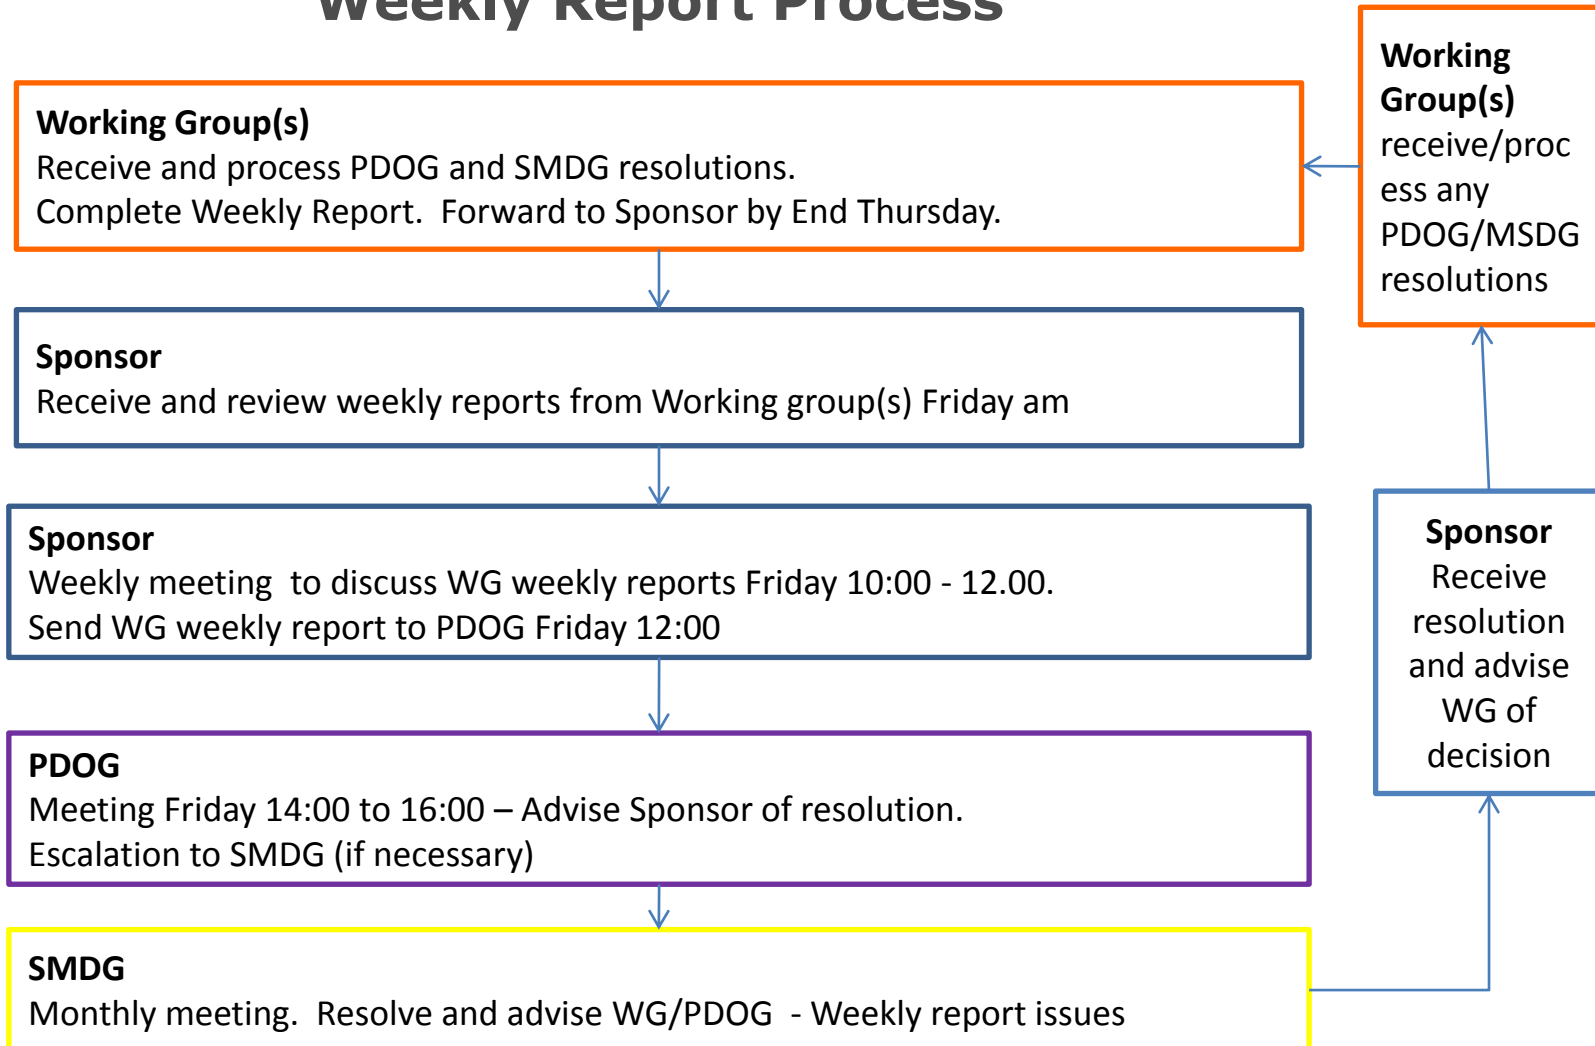 Weekly Report Process
Working Group(s)
Receive and process PDOG and SMDG resolutions.
Complete Weekly Report.  Forward to Sponsor by End Thursday.
Sponsor
Receive and review weekly reports from Working group(s) Friday am
Sponsor
Weekly meeting  to discuss WG weekly reports Friday 10:00 - 12.00.
Send WG weekly report to PDOG Friday 12:00
PDOG
Meeting Friday 14:00 to 16:00 – Advise Sponsor of resolution.
Escalation to SMDG (if necessary)
SMDG
Monthly meeting.  Resolve and advise WG/PDOG  - Weekly report issues
Sponsor
Receive
resolution
and advise
WG of
decision
Working
Group(s)
receive/proc
ess any
PDOG/MSDG
resolutions